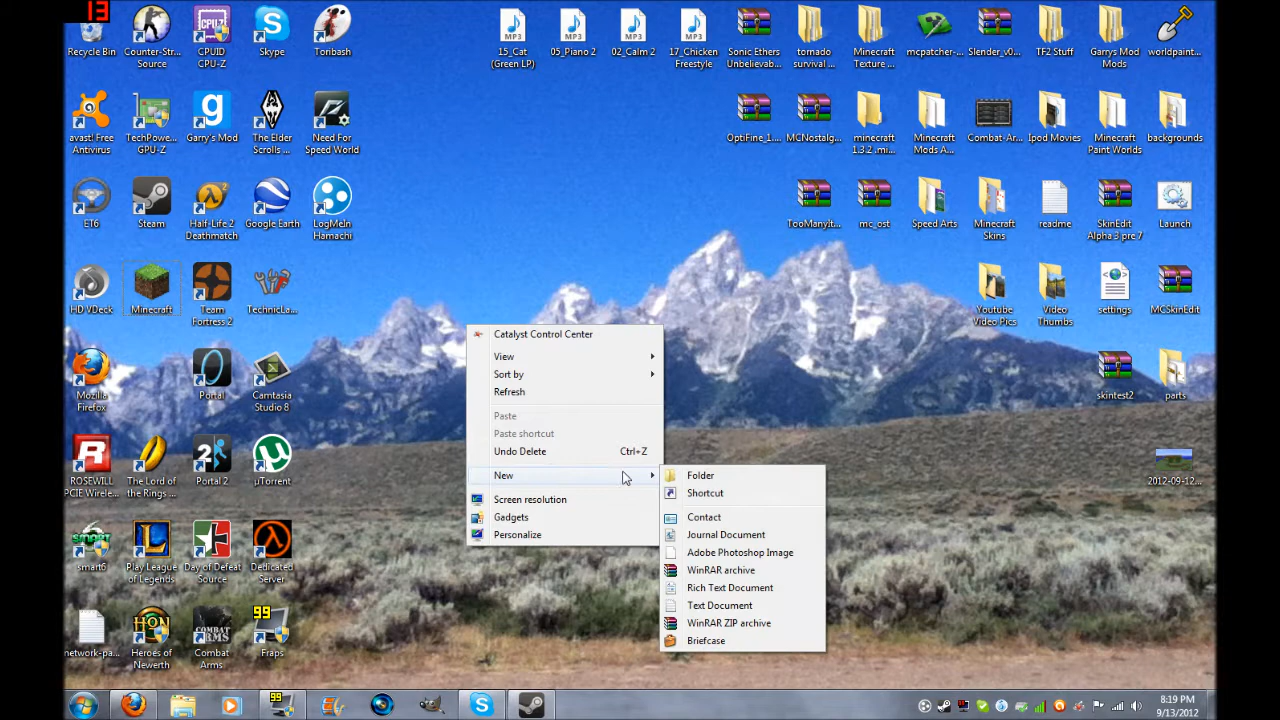 13
Recycle Bin
Counter-Str...
Source
CPUID
CPU-Z
Skype
Toribash
15_Cat
(Green LP)
05_Piano 2
02_Calm 2
17_Chicken
Freestyle
Sonic Ethers
Unbelievab...
tornado
survival ...
Minecraft
Texture ...
mcpatcher-...
Slender_v0...
TF2 Stuff
Garrys Mod
Mods
worldpaint...
avast! Free
Antivirus
TechPowe...
GPU-Z
Garry's Mod
The Elder
Scrolls ...
Need For
Speed World
OptiFine_1....
MCNostalg...
minecraft
1.3.2 .mi...
Minecraft
Mods A...
Combat-Ar...
Ipod Movies
Minecraft
Paint Worlds
backgrounds
ET6
Steam
Half-Life 2
Deathmatch
Google Earth
LogMeIn
Hamachi
TooManyIt...
mc_ost
Speed Arts
Minecraft
Skins
readme
SkinEdit
Alpha 3 pre 7
Launch
HD VDeck
Minecraft
Team
Fortress 2
TechnicLa...
Youtube
Video Pics
Video
Thumbs
settings
MCSkinEdit
Mozilla
Firefox
Portal
Camtasia
Studio 8
skintest2
parts
ROSEWILL
PCIE Wirele...
The Lord of
the Rings ...
Portal 2
µTorrent
2012-09-12...
smart6
Play League
of Legends
Day of Defeat
Source
Dedicated
Server
network-pa...
Heroes of
Newerth
Combat
Arms
99
Fraps
Catalyst Control Center
View
Sort by
Refresh
Paste
Paste shortcut
Undo Delete Ctrl+Z
New
Screen resolution
Gadgets
Personalize
Folder
Shortcut
Contact
Journal Document
Adobe Photoshop Image
WinRAR archive
Rich Text Document
Text Document
WinRAR ZIP archive
Briefcase
99
8:19 PM
9/13/2012